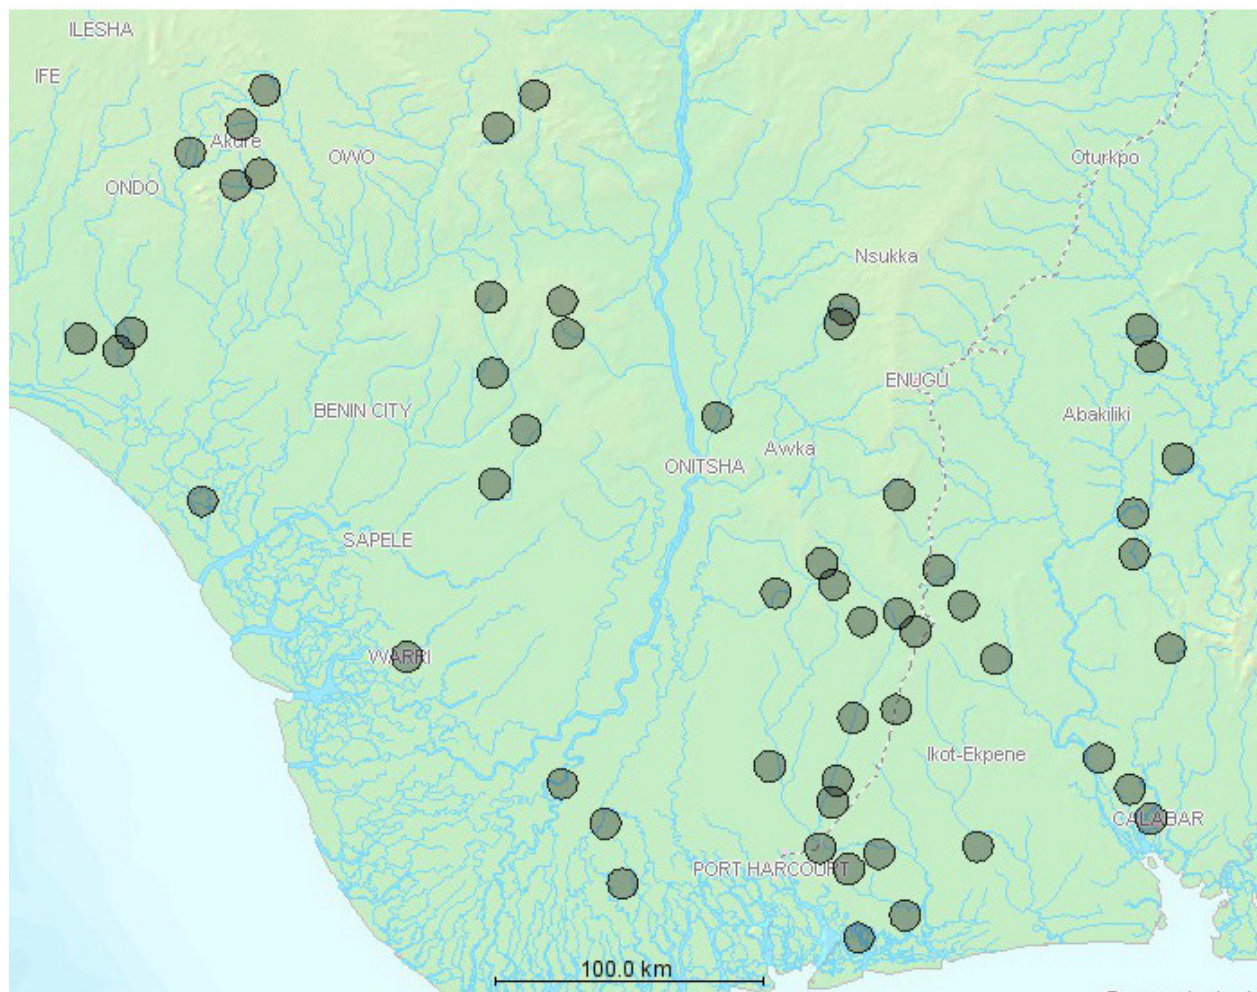 ILESHA
IFE
Akure
OWO
Oturkpo
ONDO
Nsukka
ENUGU
BENIN CITY
Abakiliki
Awka
ONITSHA
SAPELE
WARRI
Ikot-Ekpene
CALABAR
PORT HARCOURT
100.0 km